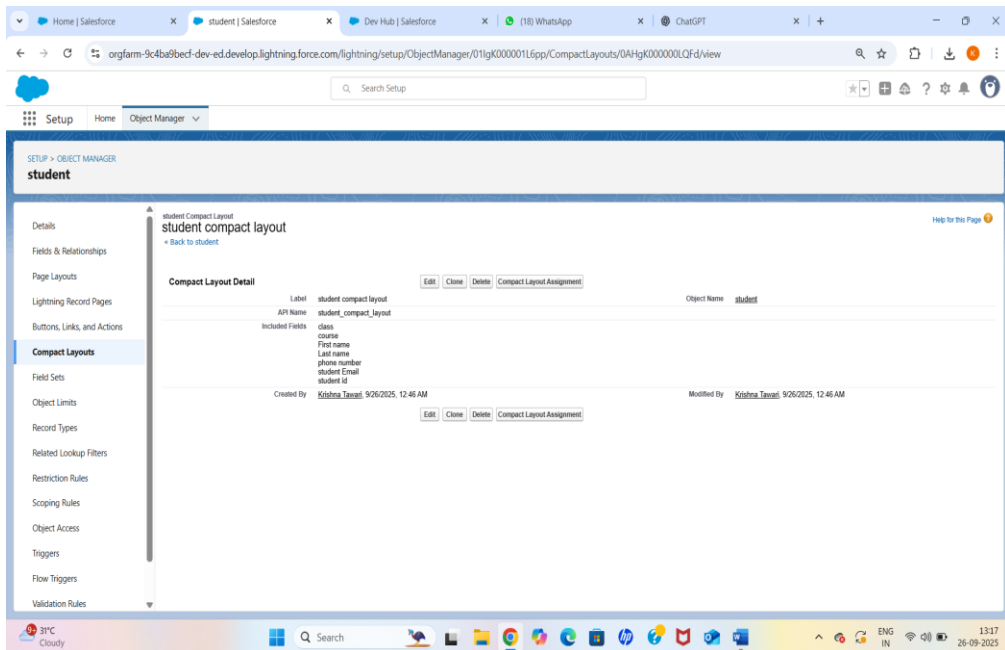 Home | Salesforce
student | Salesforce
Dev Hub | Salesforce
(18) WhatsApp
ChatGPT
orgfarm-9c4ba9becf-dev-ed.develop.lightning.force.com/lightning/setup/ObjectManager/01IgK000001L6pp/CompactLayouts/0AHgK000000LQFd/view
K
Search Setup
Setup Home Object Manager
SETUP > OBJECT MANAGER
student
Details
Fields & Relationships
Page Layouts
Lightning Record Pages
Buttons, Links, and Actions
Compact Layouts
Field Sets
Object Limits
Record Types
Related Lookup Filters
Restriction Rules
Scoping Rules
Object Access
Triggers
Flow Triggers
Validation Rules
student Compact Layout
student compact layout
« Back to student
Help for this Page
Compact Layout Detail Edit Clone Delete Compact Layout Assignment
Label student compact layout Object Name student
API Name student_compact_layout
Included Fields class
course
First name
Last name
phone number
student Email
student id
Created By Krishna Tawari, 9/26/2025, 12:46 AM Modified By Krishna Tawari, 9/26/2025, 12:46 AM
Edit Clone Delete Compact Layout Assignment
9+
31°C
Cloudy
Search
ENG
IN
13:17
26-09-2025